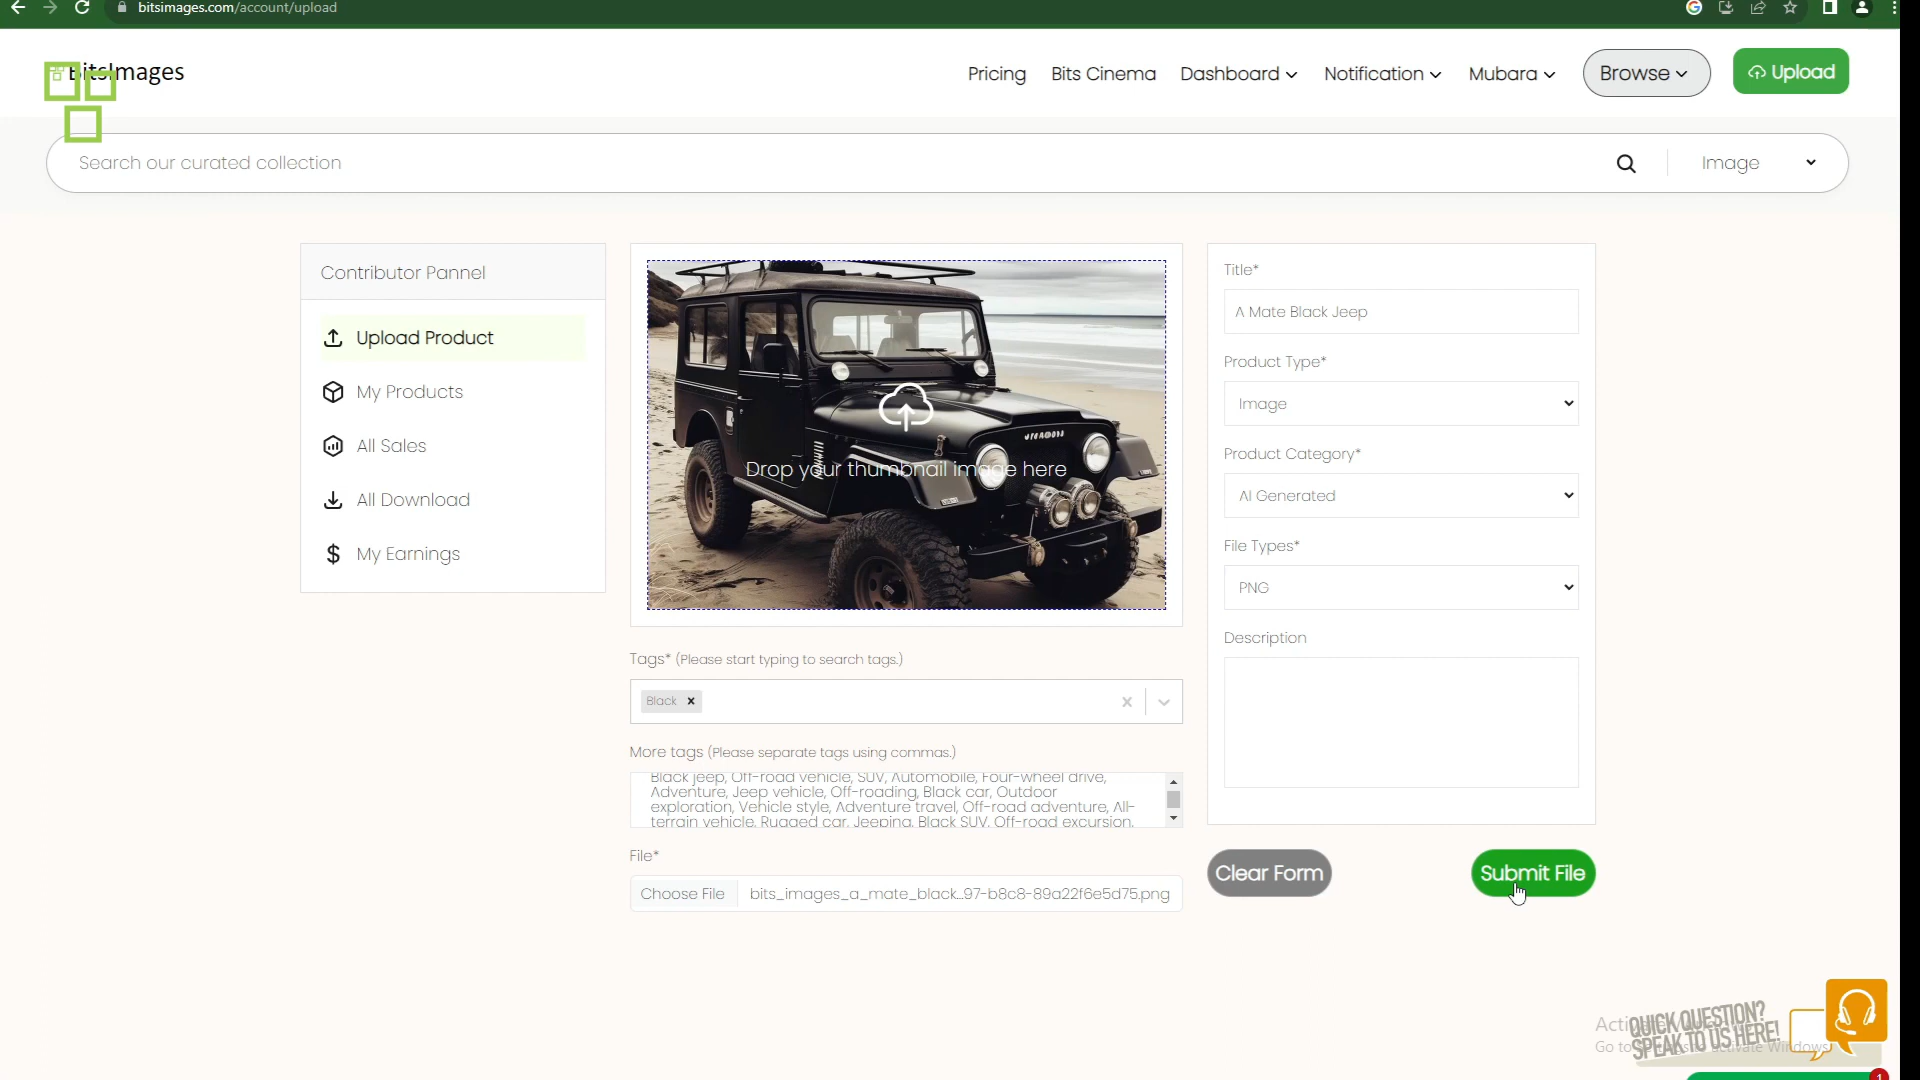 bitsimages.com/account/upload
BitsImages
Pricing
Bits Cinema
Dashboard
Notification
Mubara
Browse
Upload
Search our curated collection
Image
Contributor Pannel
Upload Product
My Products
All Sales
All Download
My Earnings
Drop your thumbnail image here
Tags* (Please start typing to search tags.)
Black
More tags (Please separate tags using commas.)
Black jeep, Off-road vehicle, SUV, Automobile, Four-wheel drive,
Adventure, Jeep vehicle, Off-roading, Black car, Outdoor
exploration, Vehicle style, Adventure travel, Off-road adventure, All-
terrain vehicle, Rugged car, Jeeping, Black SUV, Off-road excursion,
File*
Choose File
bits_images_a_mate_black...97-b8c8-89a22f6e5d75.png
Title*
A Mate Black Jeep
Product Type*
Image
Product Category*
AI Generated
File Types*
PNG
Description
Clear Form
Submit File
QUICK QUESTION?
SPEAK TO US HERE!
Go to
activate Windows.
1